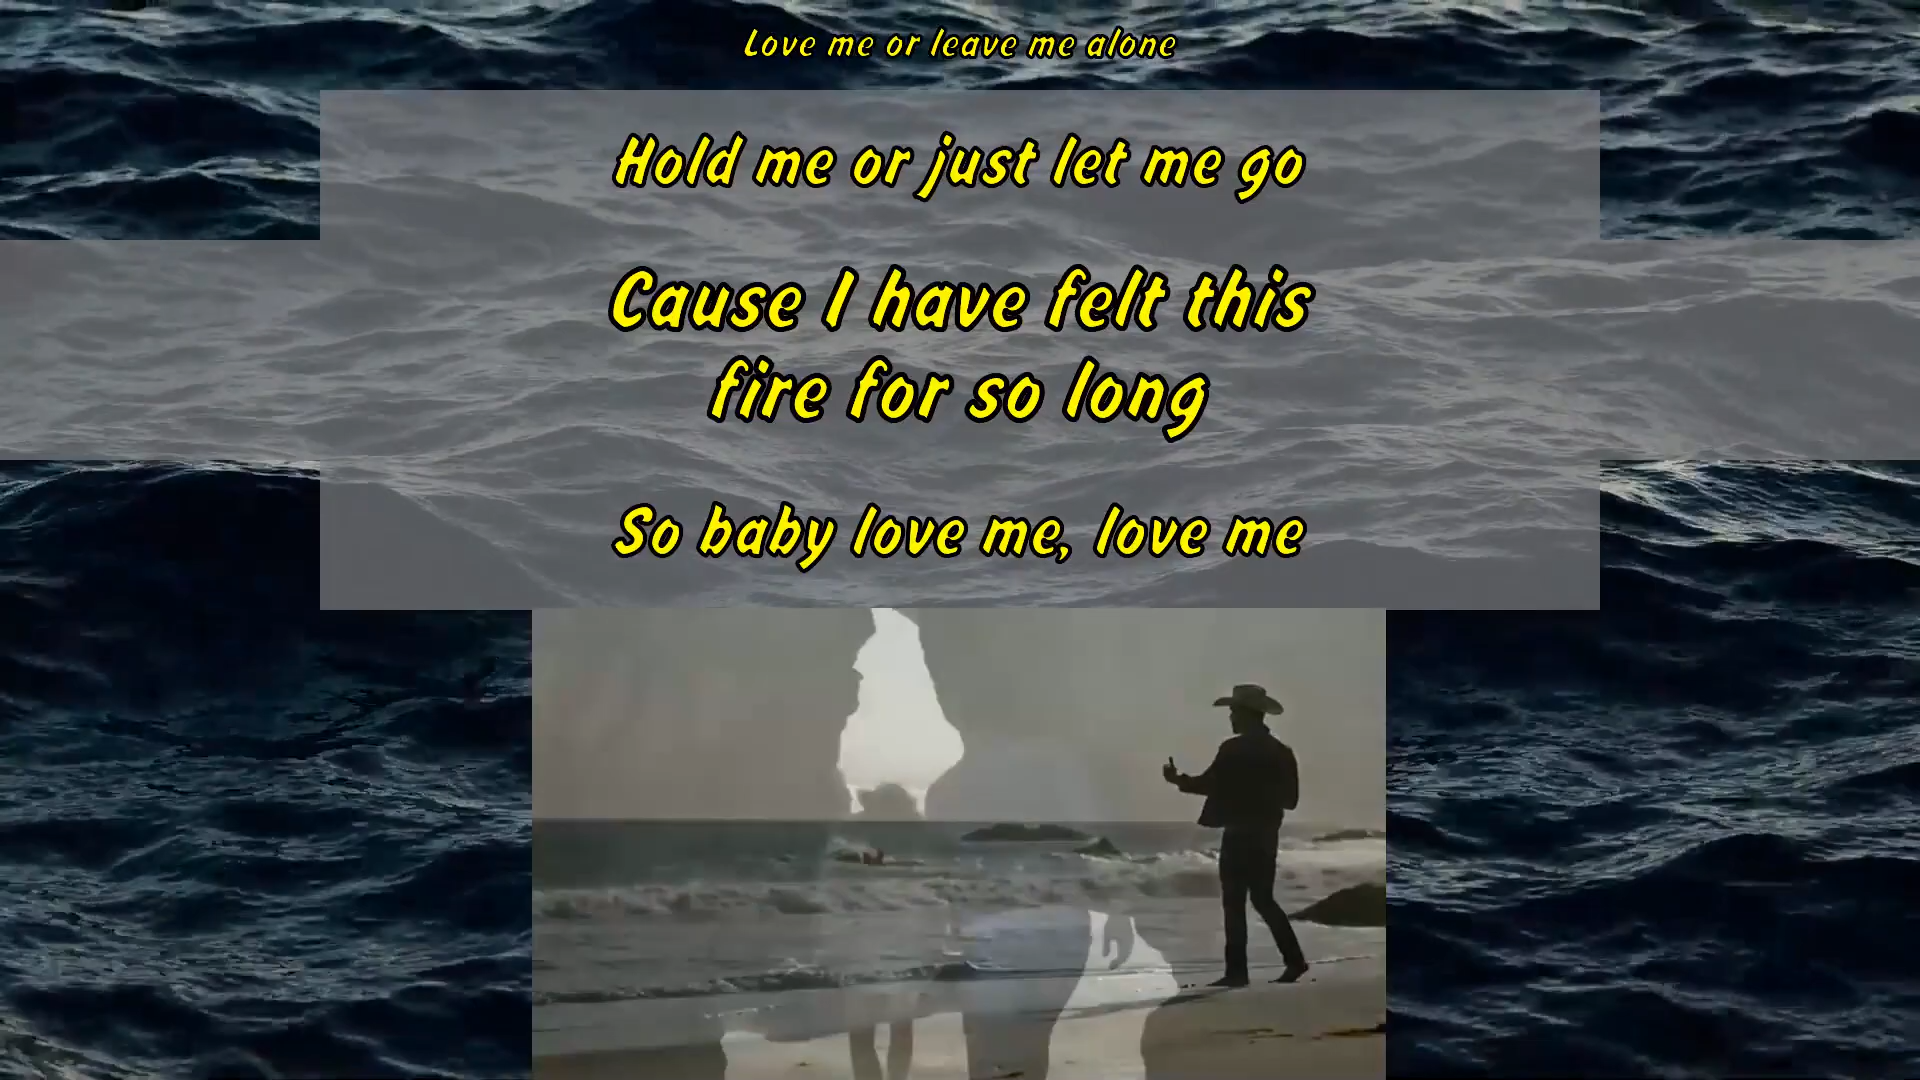 Love me or leave me alone
Hold me or just let me go
Cause I have felt this
fire for so long
So baby love me, love me